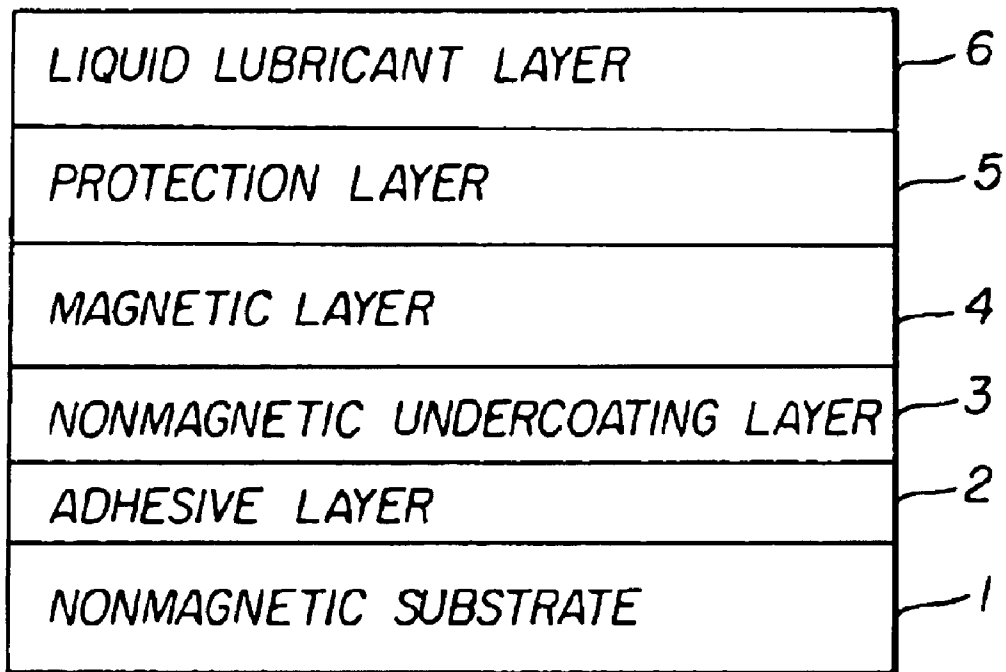 LIQUID LUBRICANT LAYER 6
PROTECTION LAYER 5
MAGNETIC LAYER 4
NONMAGNETIC UNDERCOATING LAYER 3
ADHESIVE LAYER 2
NONMAGNETIC SUBSTRATE 1